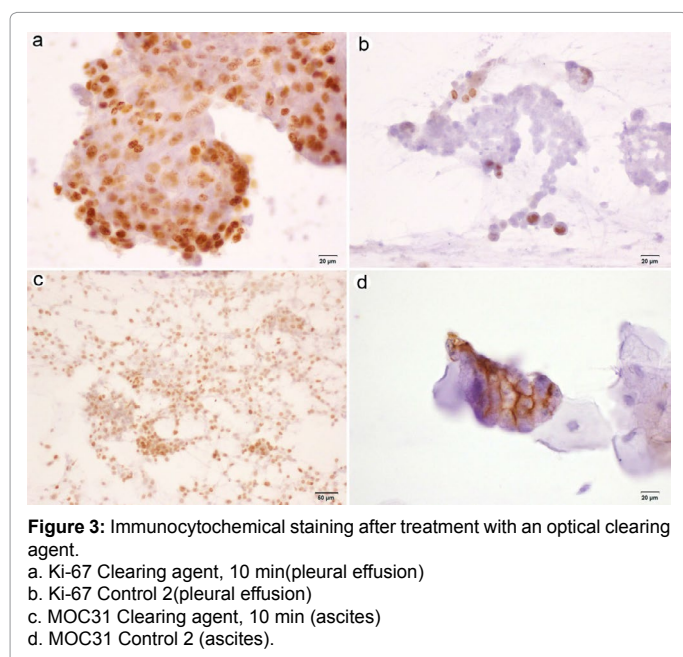 a
b
20 µm
20 µm
c
d
50 µm
20 µm
Figure 3: Immunocytochemical staining after treatment with an optical clearing
agent.
a. Ki-67 Clearing agent, 10 min(pleural effusion)
b. Ki-67 Control 2(pleural effusion)
c. MOC31 Clearing agent, 10 min (ascites)
d. MOC31 Control 2 (ascites).